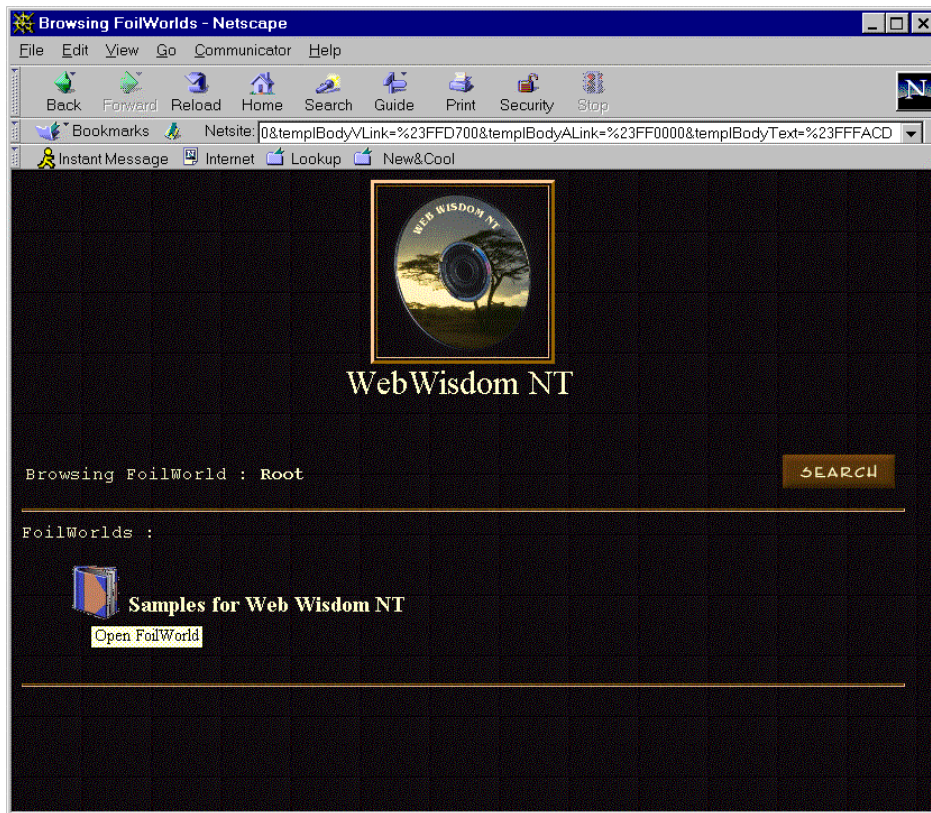 Browsing FoilWorlds - Netscape
File Edit View Go Communicator Help
Back Forward Reload Home Search Guide Print Security Stop
N
Bookmarks Netsite: 0&templBodyVLink=%23FFD700&templBodyALink=%23FF0000&templBodyText=%23FFFACD
Instant Message Internet Lookup New&Cool
WEB WISDOM NT
WebWisdom NT
Browsing FoilWorld : Root SEARCH
FoilWorlds :
Samples for Web Wisdom NT
Open FoilWorld